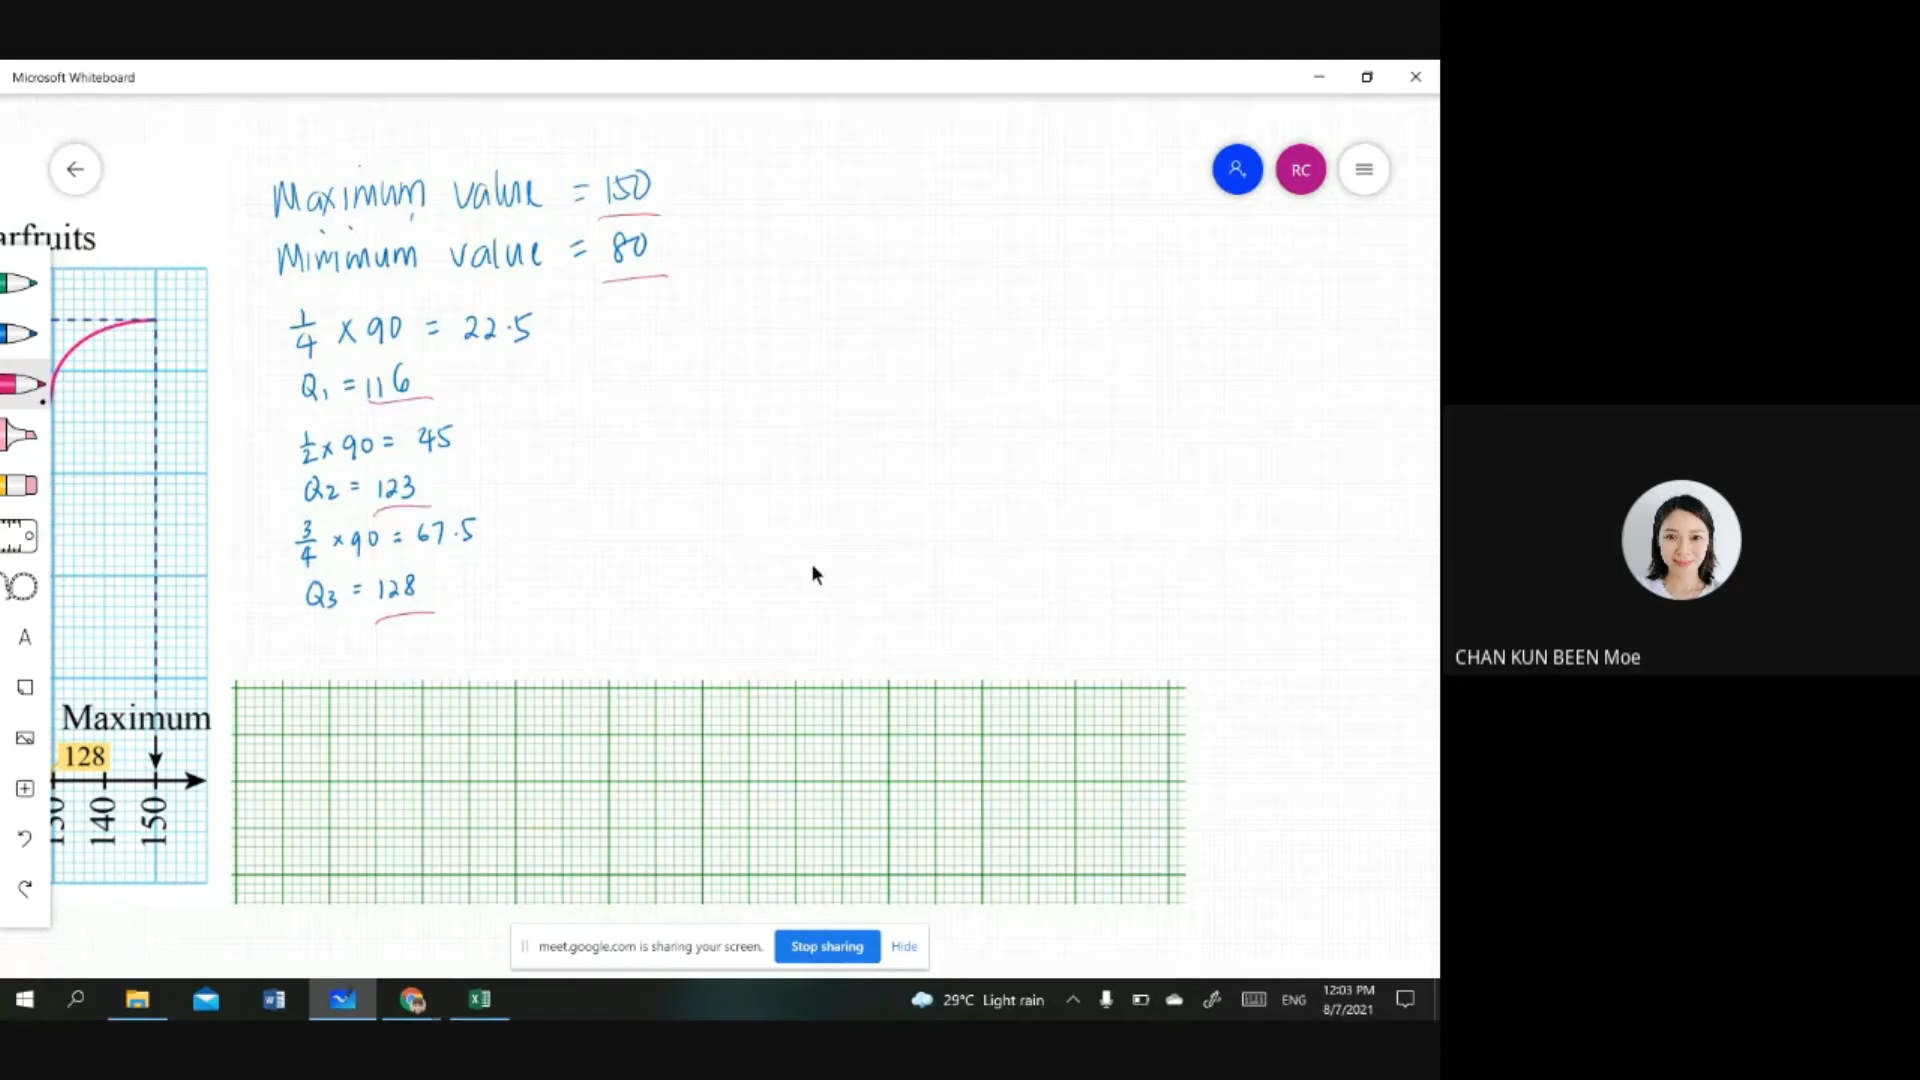 Microsoft Whiteboard
Maximum value = 150
Minimum value = 80
1/4 × 90 = 22.5
Q₁ = 116
1/2 × 90 = 45
Q₂ = 123
3/4 × 90 = 67.5
Q₃ = 128
RC
arfruits
Maximum
128
140
150
A
meet.google.com is sharing your screen.
Stop sharing
Hide
CHAN KUN BEEN Moe
29°C Light rain
ENG
12:03 PM
8/7/2021